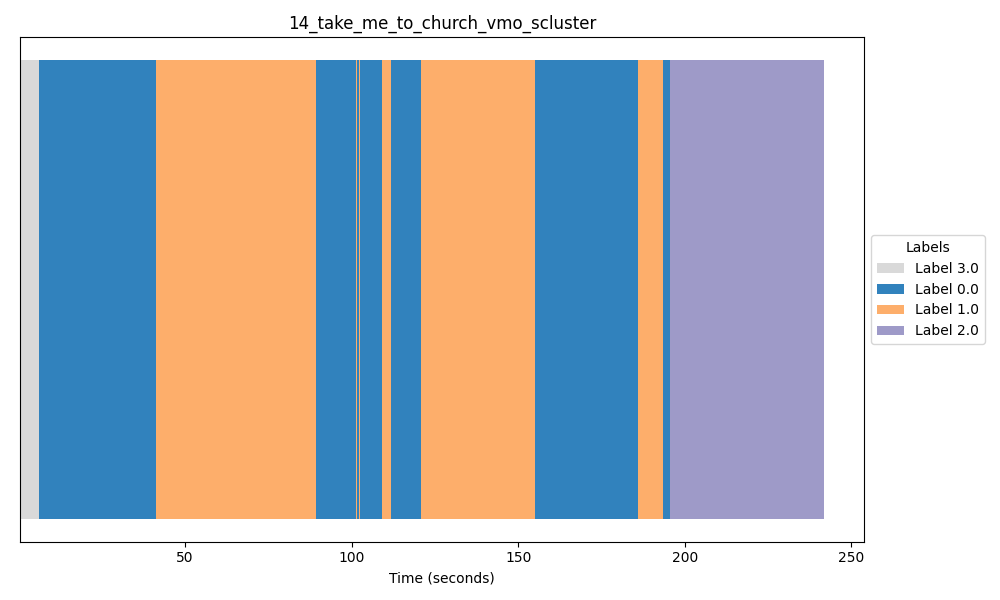 14_take_me_to_church_vmo_scluster
Labels
Label 3.0
Label 0.0
Label 1.0
Label 2.0
50
100
150
200
250
Time (seconds)